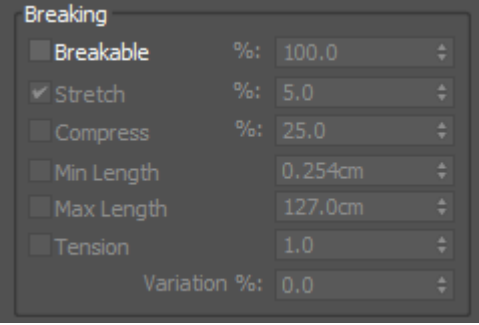 Breaking
Breakable %: 100.0
Stretch %: 5.0
Compress %: 25.0
Min Length 0.254cm
Max Length 127.0cm
Tension 1.0
Variation %: 0.0